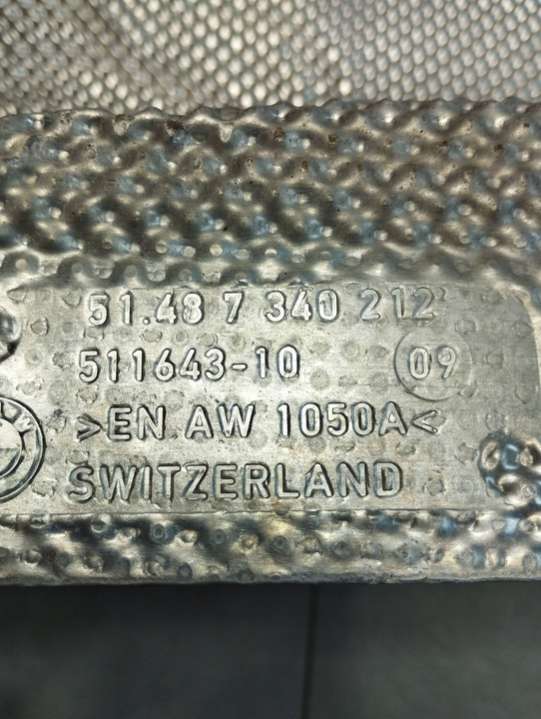 51.48 7 340 212
511643-10 09
>EN AW 1050A<
SWITZERLAND